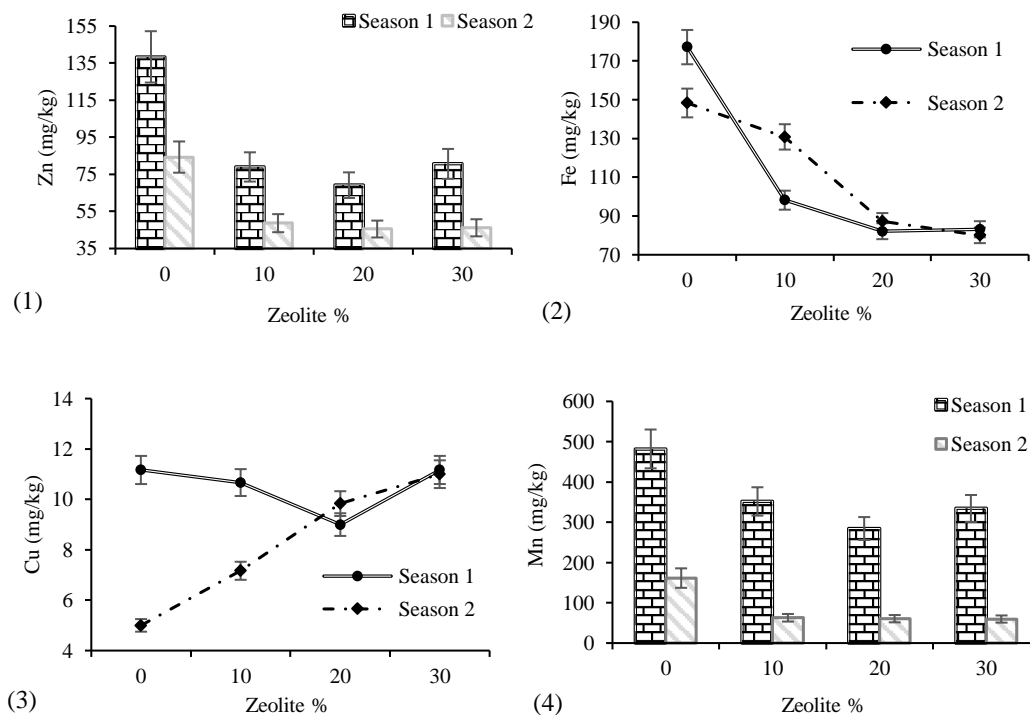 Season 1 Season 2
155
135
115
95
75
55
35
Zn (mg/kg)
0 10 20 30
Zeolite %
(1)
190
170
150
130
110
90
70
Fe (mg/kg)
Season 1
Season 2
0 10 20 30
Zeolite %
(2)
14
12
10
8
6
4
Cu (mg/kg)
Season 1
Season 2
0 10 20 30
Zeolite %
(3)
600
500
400
300
200
100
0
Mn (mg/kg)
Season 1
Season 2
0 10 20 30
Zeolite %
(4)